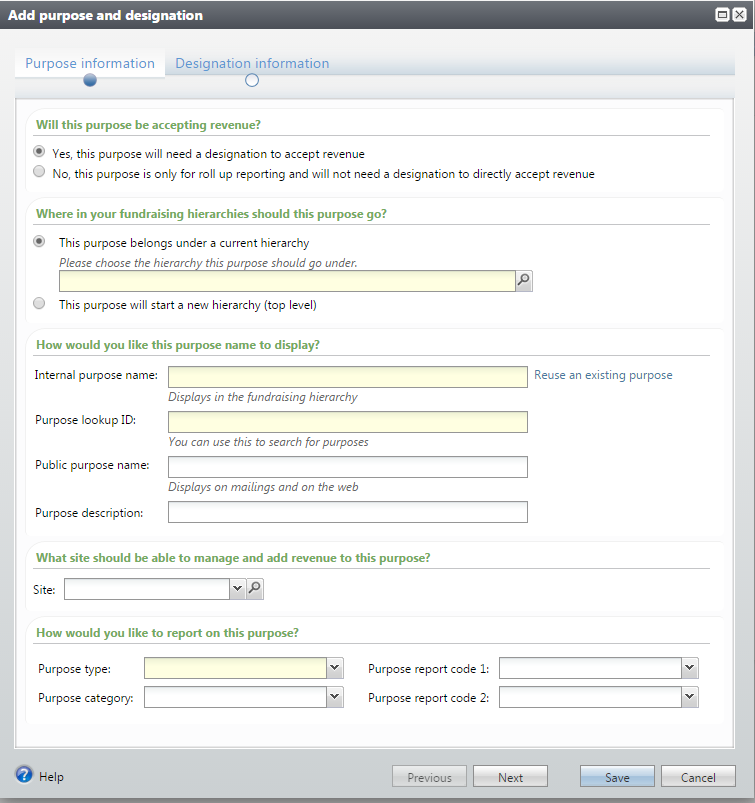 Add purpose and designation
Purpose information Designation information
Will this purpose be accepting revenue?
Yes, this purpose will need a designation to accept revenue
No, this purpose is only for roll up reporting and will not need a designation to directly accept revenue
Where in your fundraising hierarchies should this purpose go?
This purpose belongs under a current hierarchy
Please choose the hierarchy this purpose should go under.
This purpose will start a new hierarchy (top level)
How would you like this purpose name to display?
Internal purpose name: Reuse an existing purpose
Displays in the fundraising hierarchy
Purpose lookup ID:
You can use this to search for purposes
Public purpose name:
Displays on mailings and on the web
Purpose description:
What site should be able to manage and add revenue to this purpose?
Site:
How would you like to report on this purpose?
Purpose type: Purpose report code 1:
Purpose category: Purpose report code 2:
? Help Previous Next Save Cancel